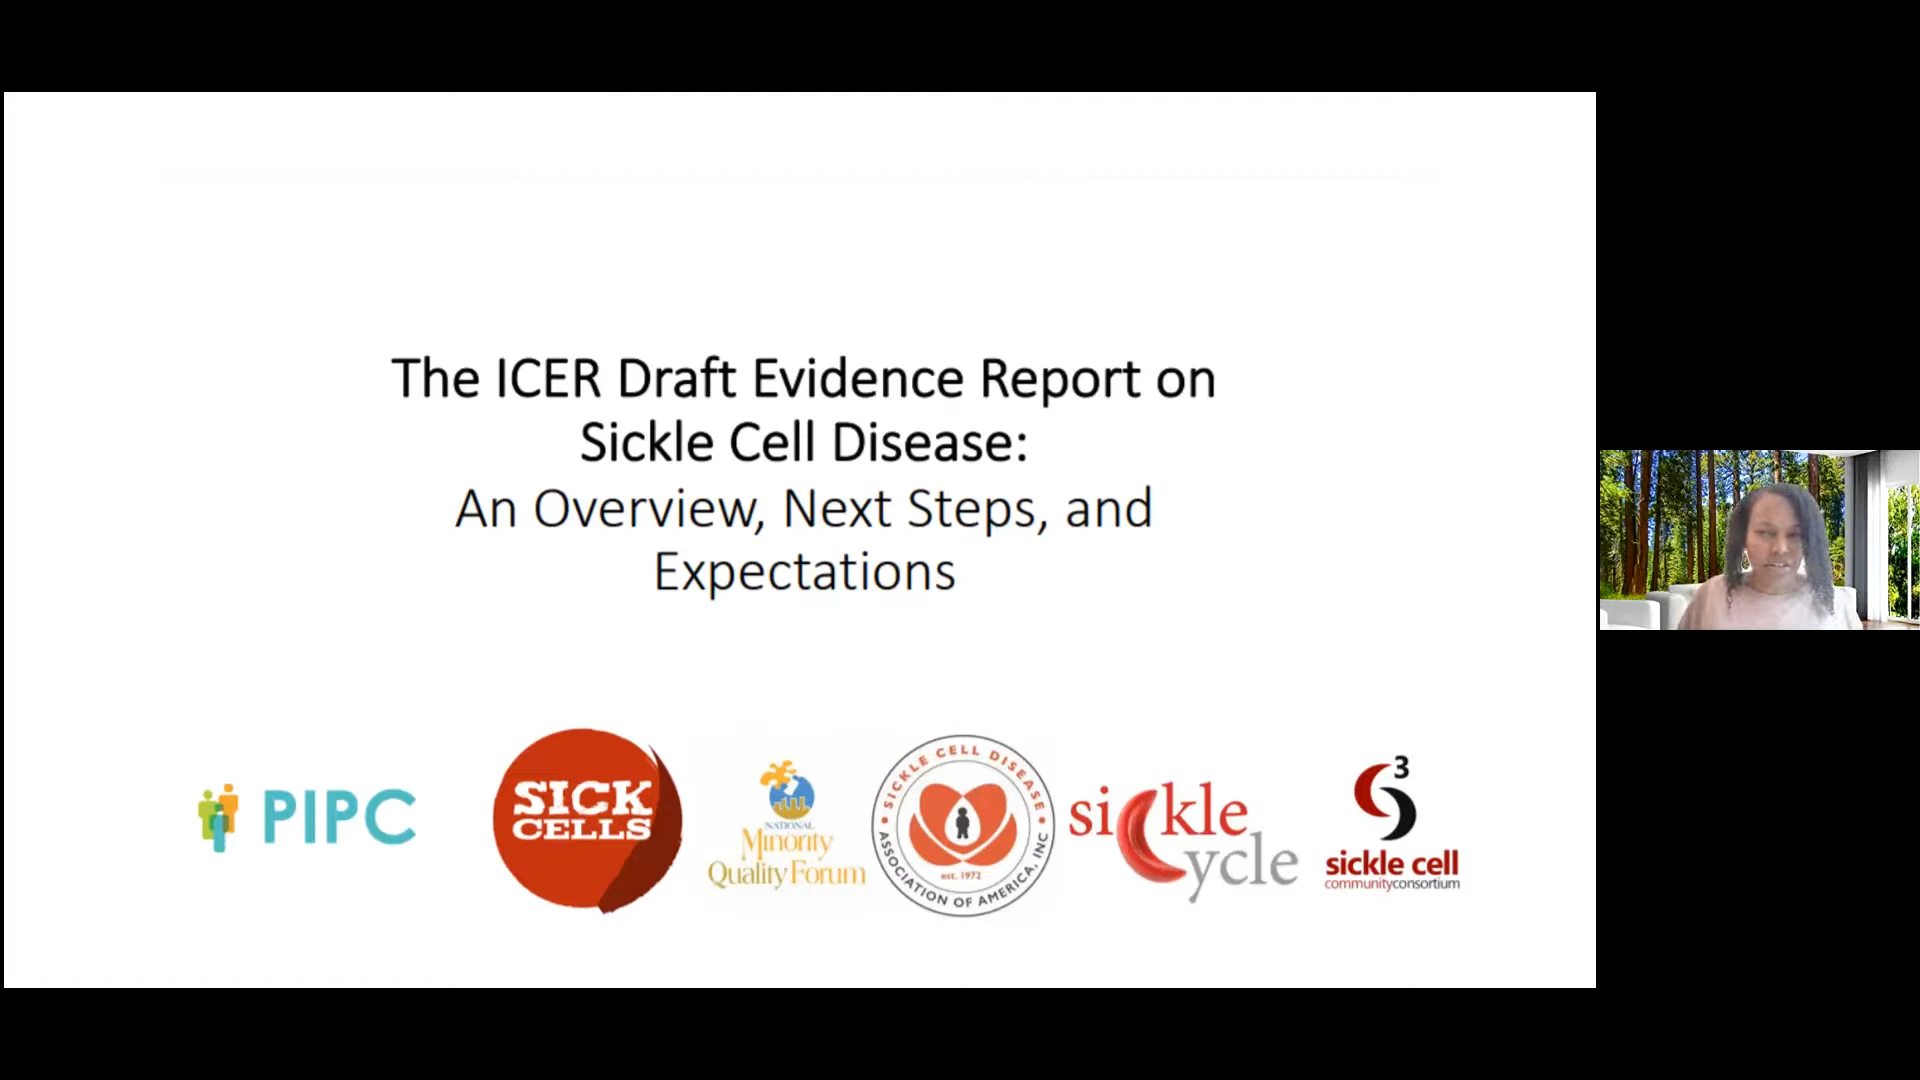 The ICER Draft Evidence Report on
Sickle Cell Disease:
An Overview, Next Steps, and
Expectations
PIPC
SICK
CELLS
NATIONAL
Minority
Quality Forum
SICKLE CELL DISEASE
ASSOCIATION OF AMERICA, INC
est. 1972
sickle
Cycle
3
sickle cell
communityconsortium